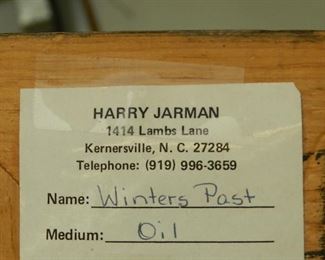 HARRY JARMAN
1414 Lambs Lane
Kernersville, N. C. 27284
Telephone: (919) 996-3659
Name: Winters Past
Medium: Oil